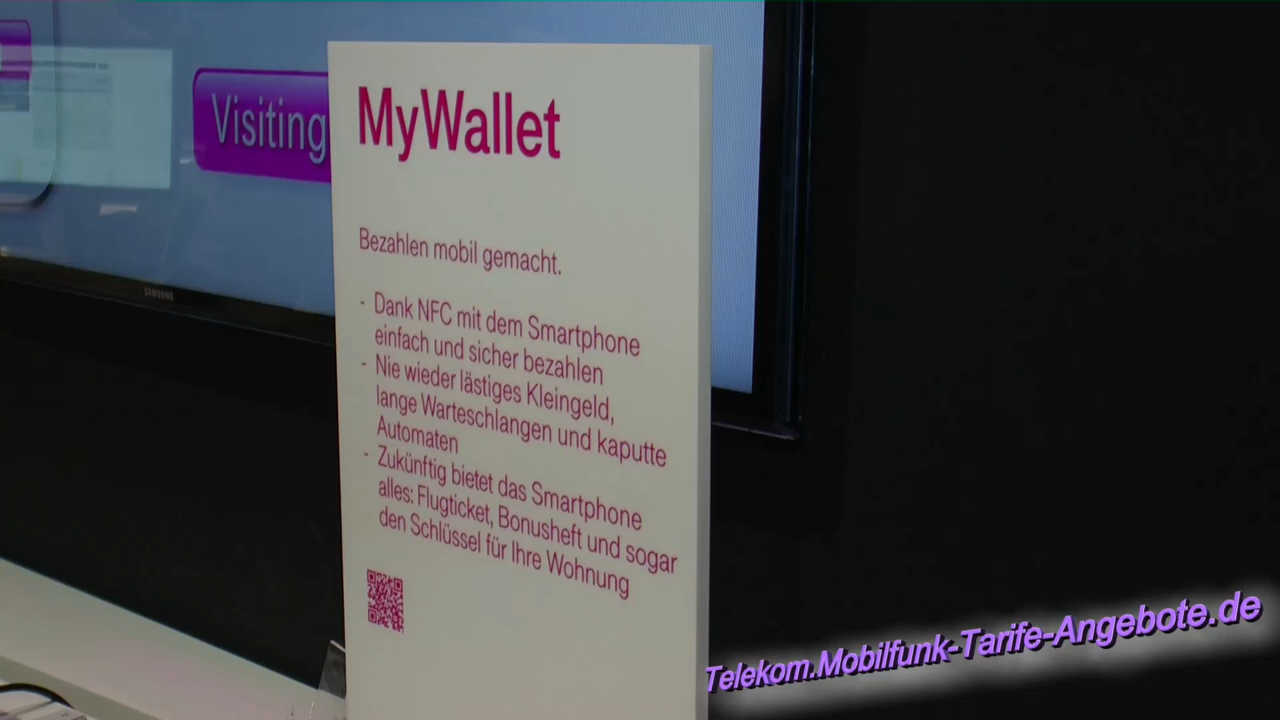 Visiting
MyWallet
Bezahlen mobil gemacht.
- Dank NFC mit dem Smartphone
einfach und sicher bezahlen
- Nie wieder lästiges Kleingeld,
lange Warteschlangen und kaputte
Automaten
- Zukünftig bietet das Smartphone
alles: Flugticket, Bonusheft und sogar
den Schlüssel für Ihre Wohnung
SAMSUNG
Telekom.Mobilfunk-Tarife-Angebote.de